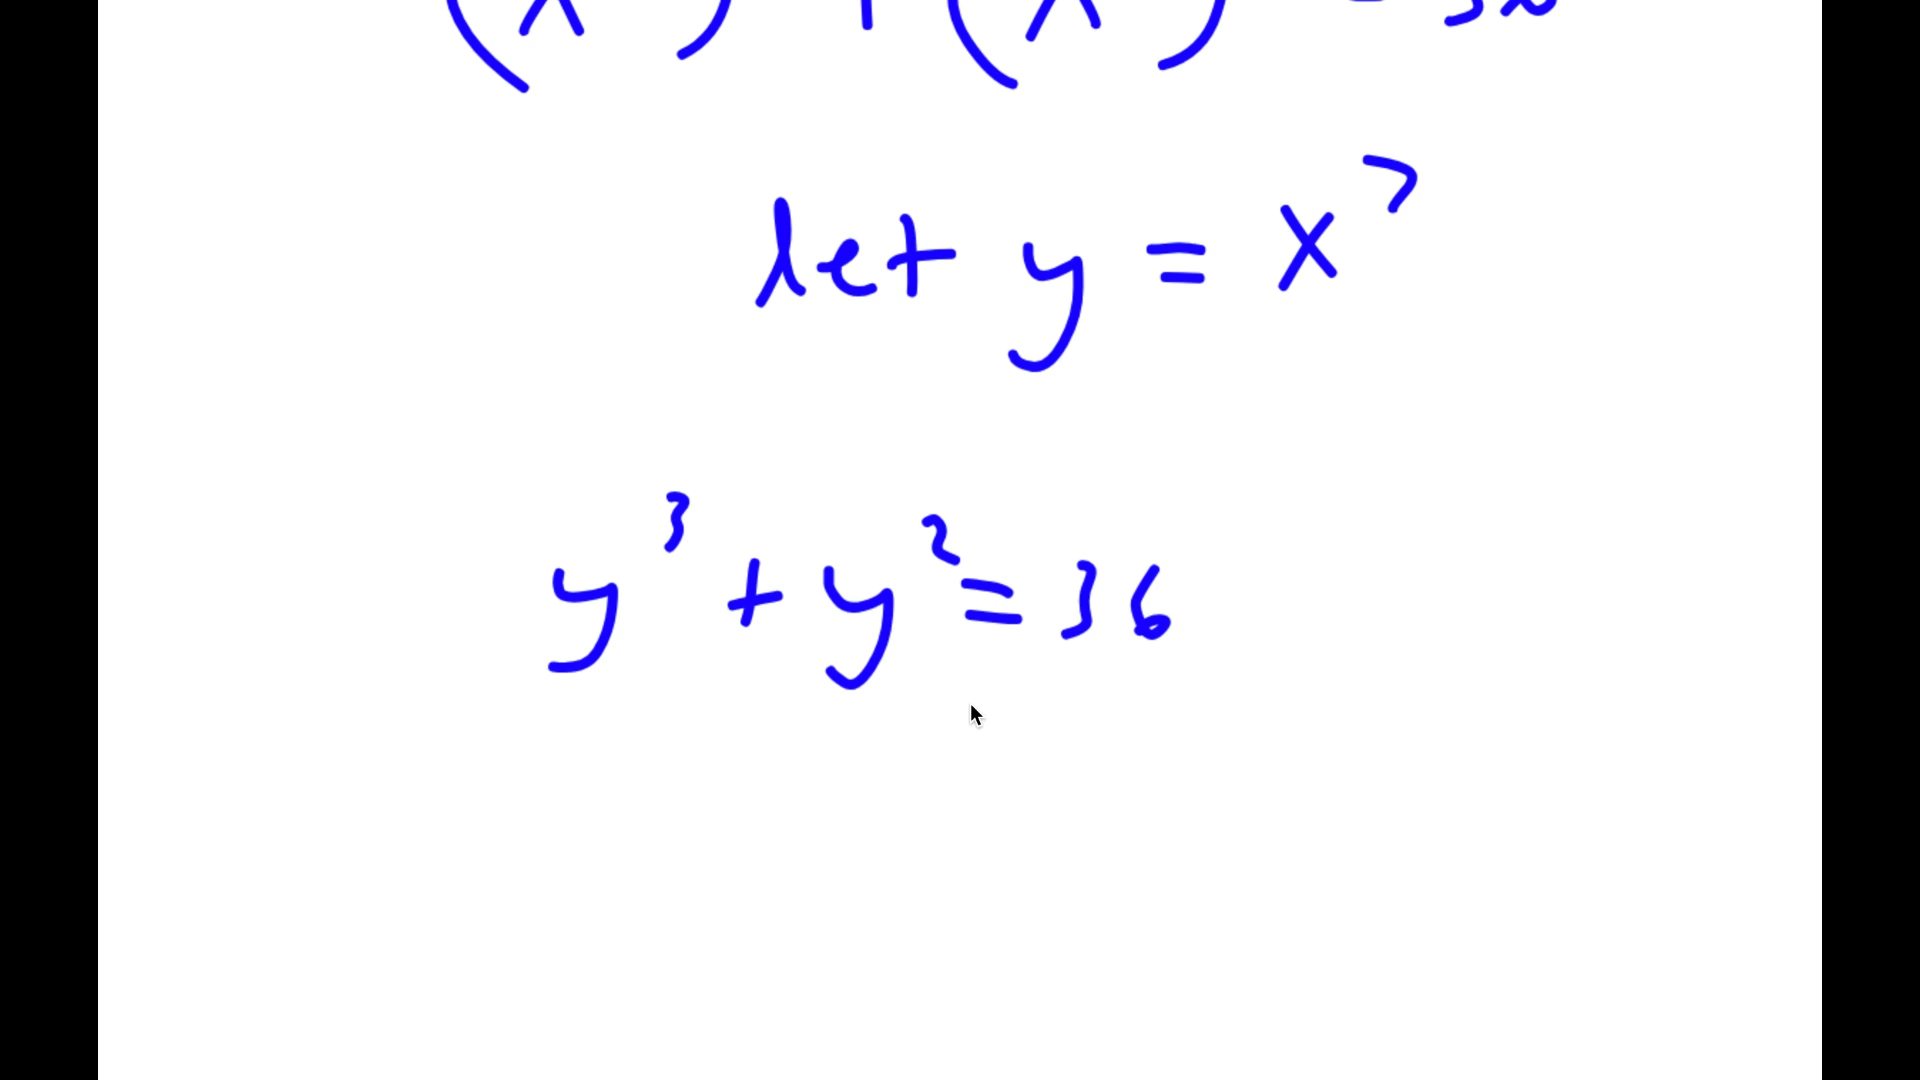 let y = x⁷
y³ + y² = 36